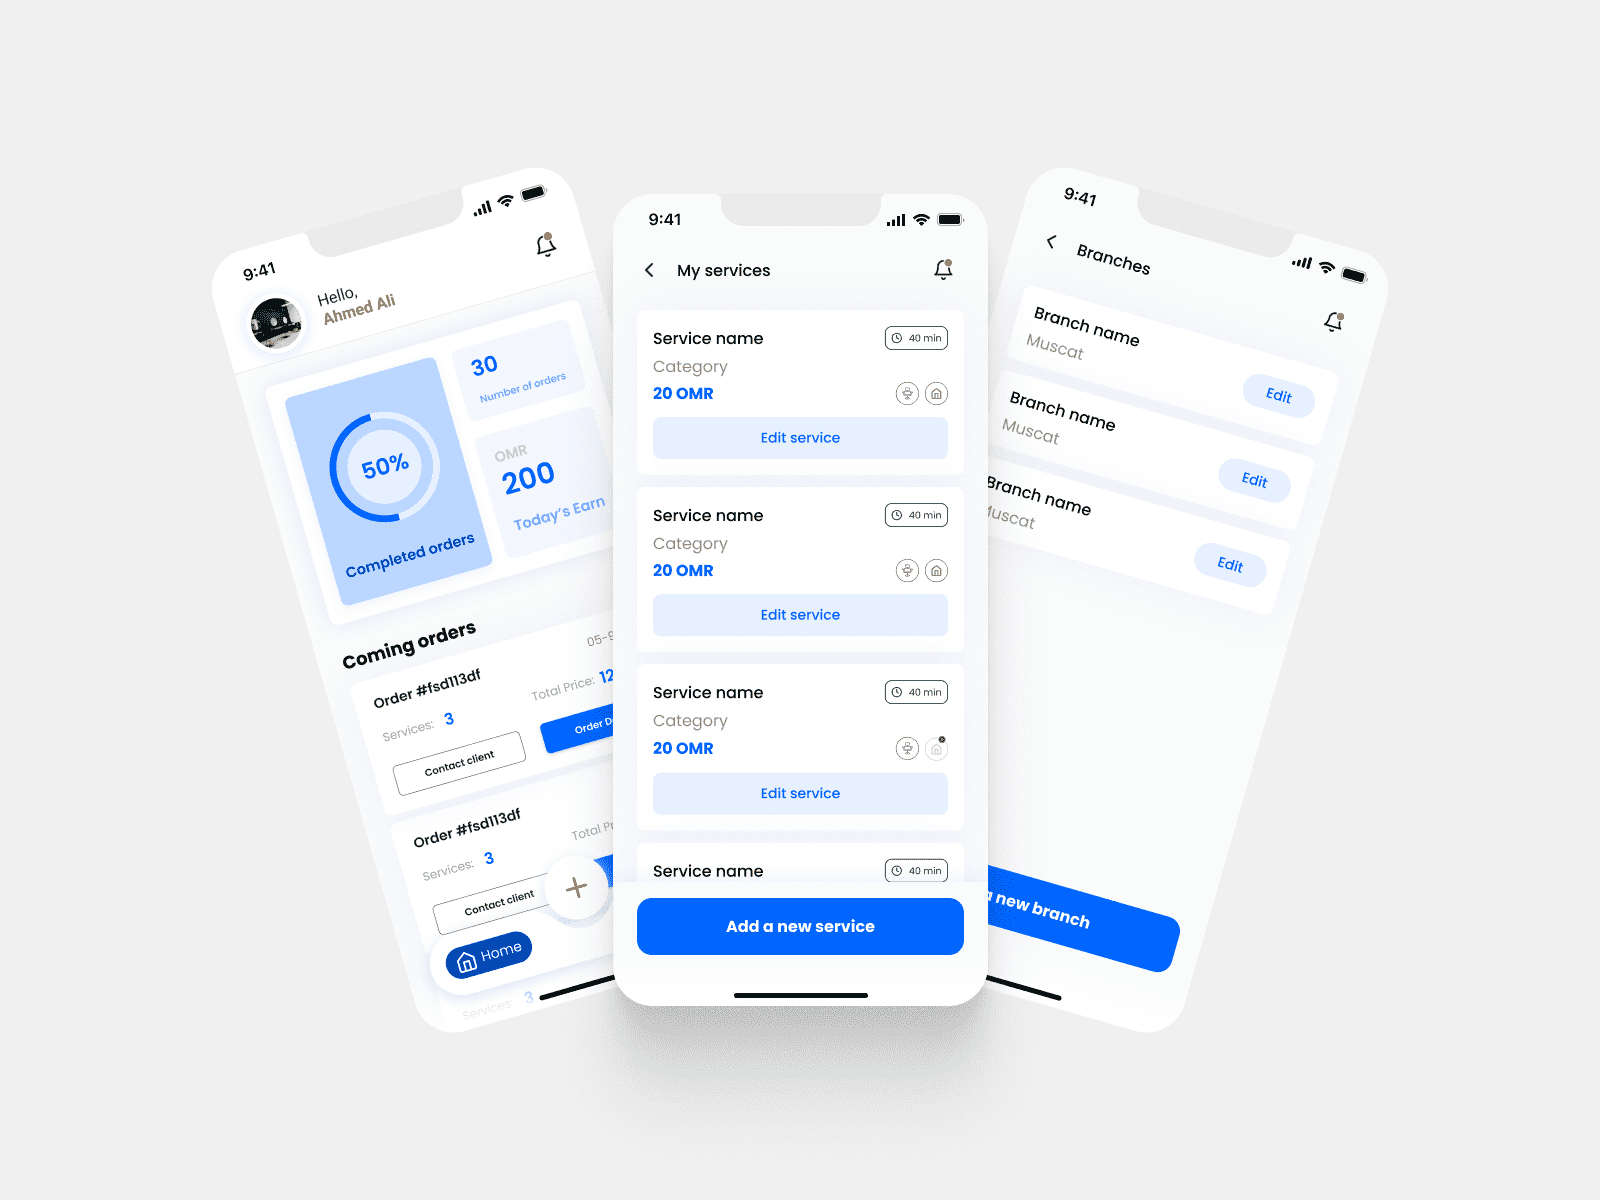 9:41
Hello,
Ahmed Ali
50%
Completed orders
30
Number of orders
OMR
200
Today's Earn
Coming orders
Order #fsd113df
05-9
Services: 3
Total Price: 12
Contact client
Order D
Order #fsd113df
Services: 3
Total Pr
Contact client
Home
Services: 3
9:41
My services
Service name
40 min
Category
20 OMR
Edit service
Service name
40 min
Category
20 OMR
Edit service
Service name
40 min
Category
20 OMR
Edit service
Service name
40 min
Add a new service
9:41
Branches
Branch name
Muscat
Edit
Branch name
Muscat
Edit
Branch name
Muscat
Edit
a new branch